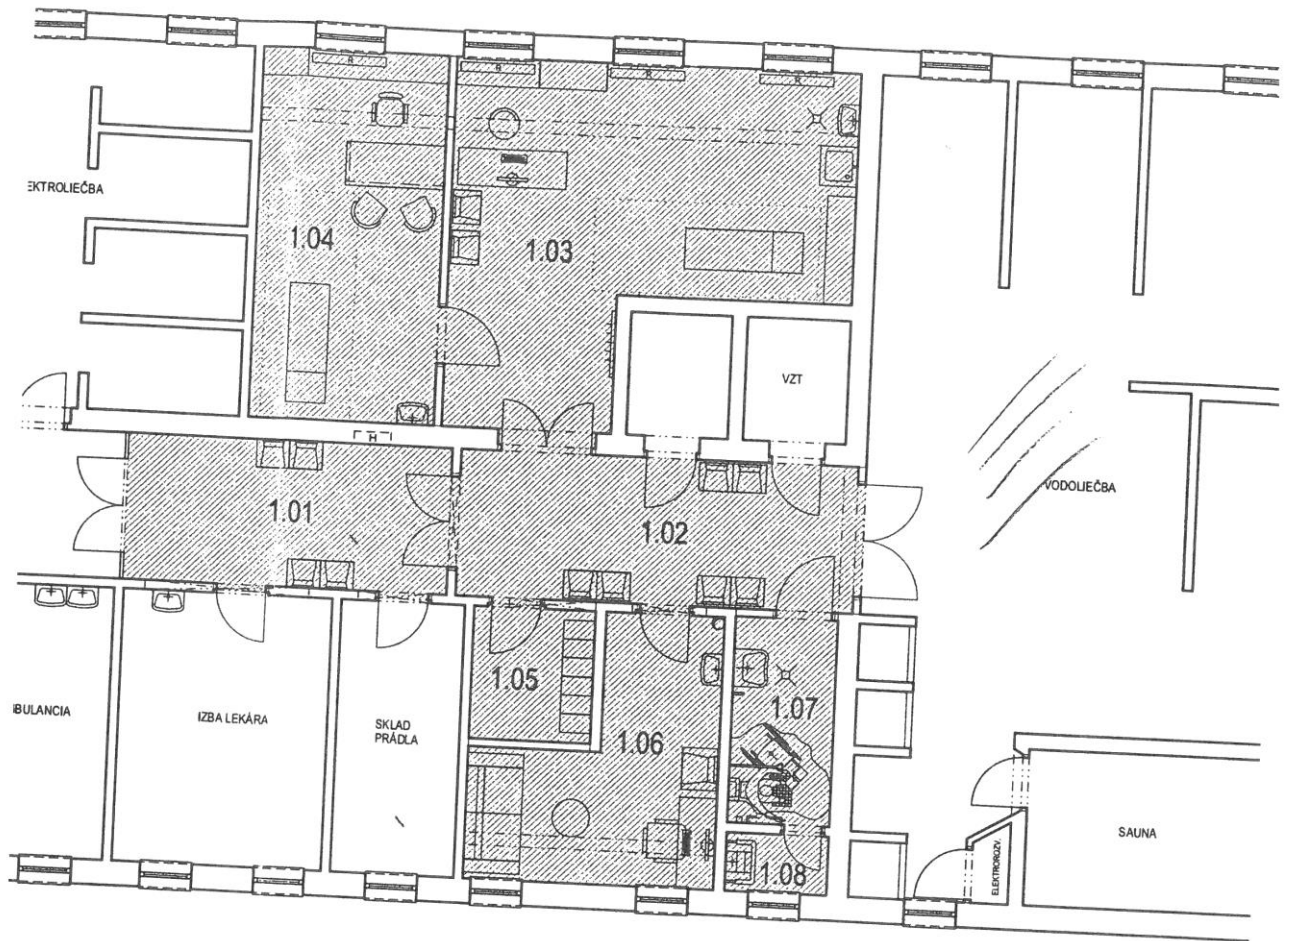 R
R
R
R
EKTROLIEČBA
1.04
1.03
VZT
H
VODOLIEČBA
1.01
1.02
1.05
1.07
IBULANCIA
IZBA LEKÁRA
SKLAD
PRÁDLA
1.06
SAUNA
ELEKTROROZV.
1.08